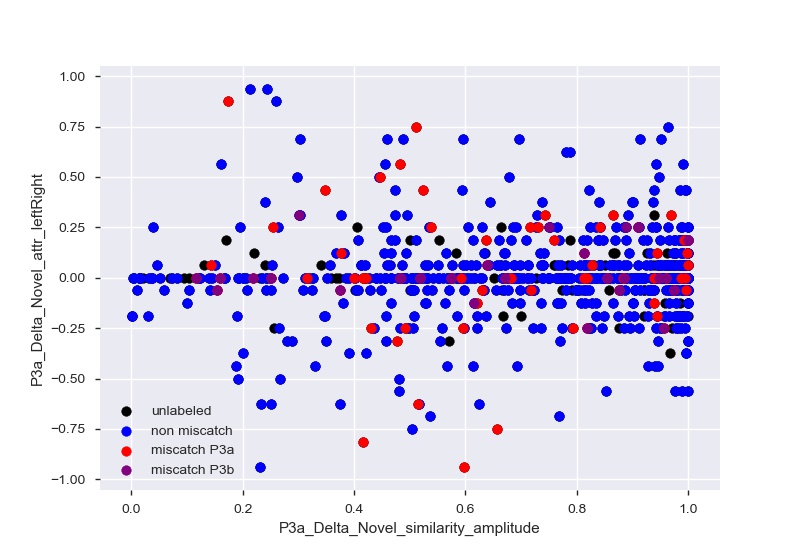 1.00
0.75
0.50
0.25
0.00
−0.25
−0.50
−0.75
−1.00
P3a_Delta_Novel_attr_leftRight
unlabeled
non miscatch
miscatch P3a
miscatch P3b
0.0 0.2 0.4 0.6 0.8 1.0
P3a_Delta_Novel_similarity_amplitude